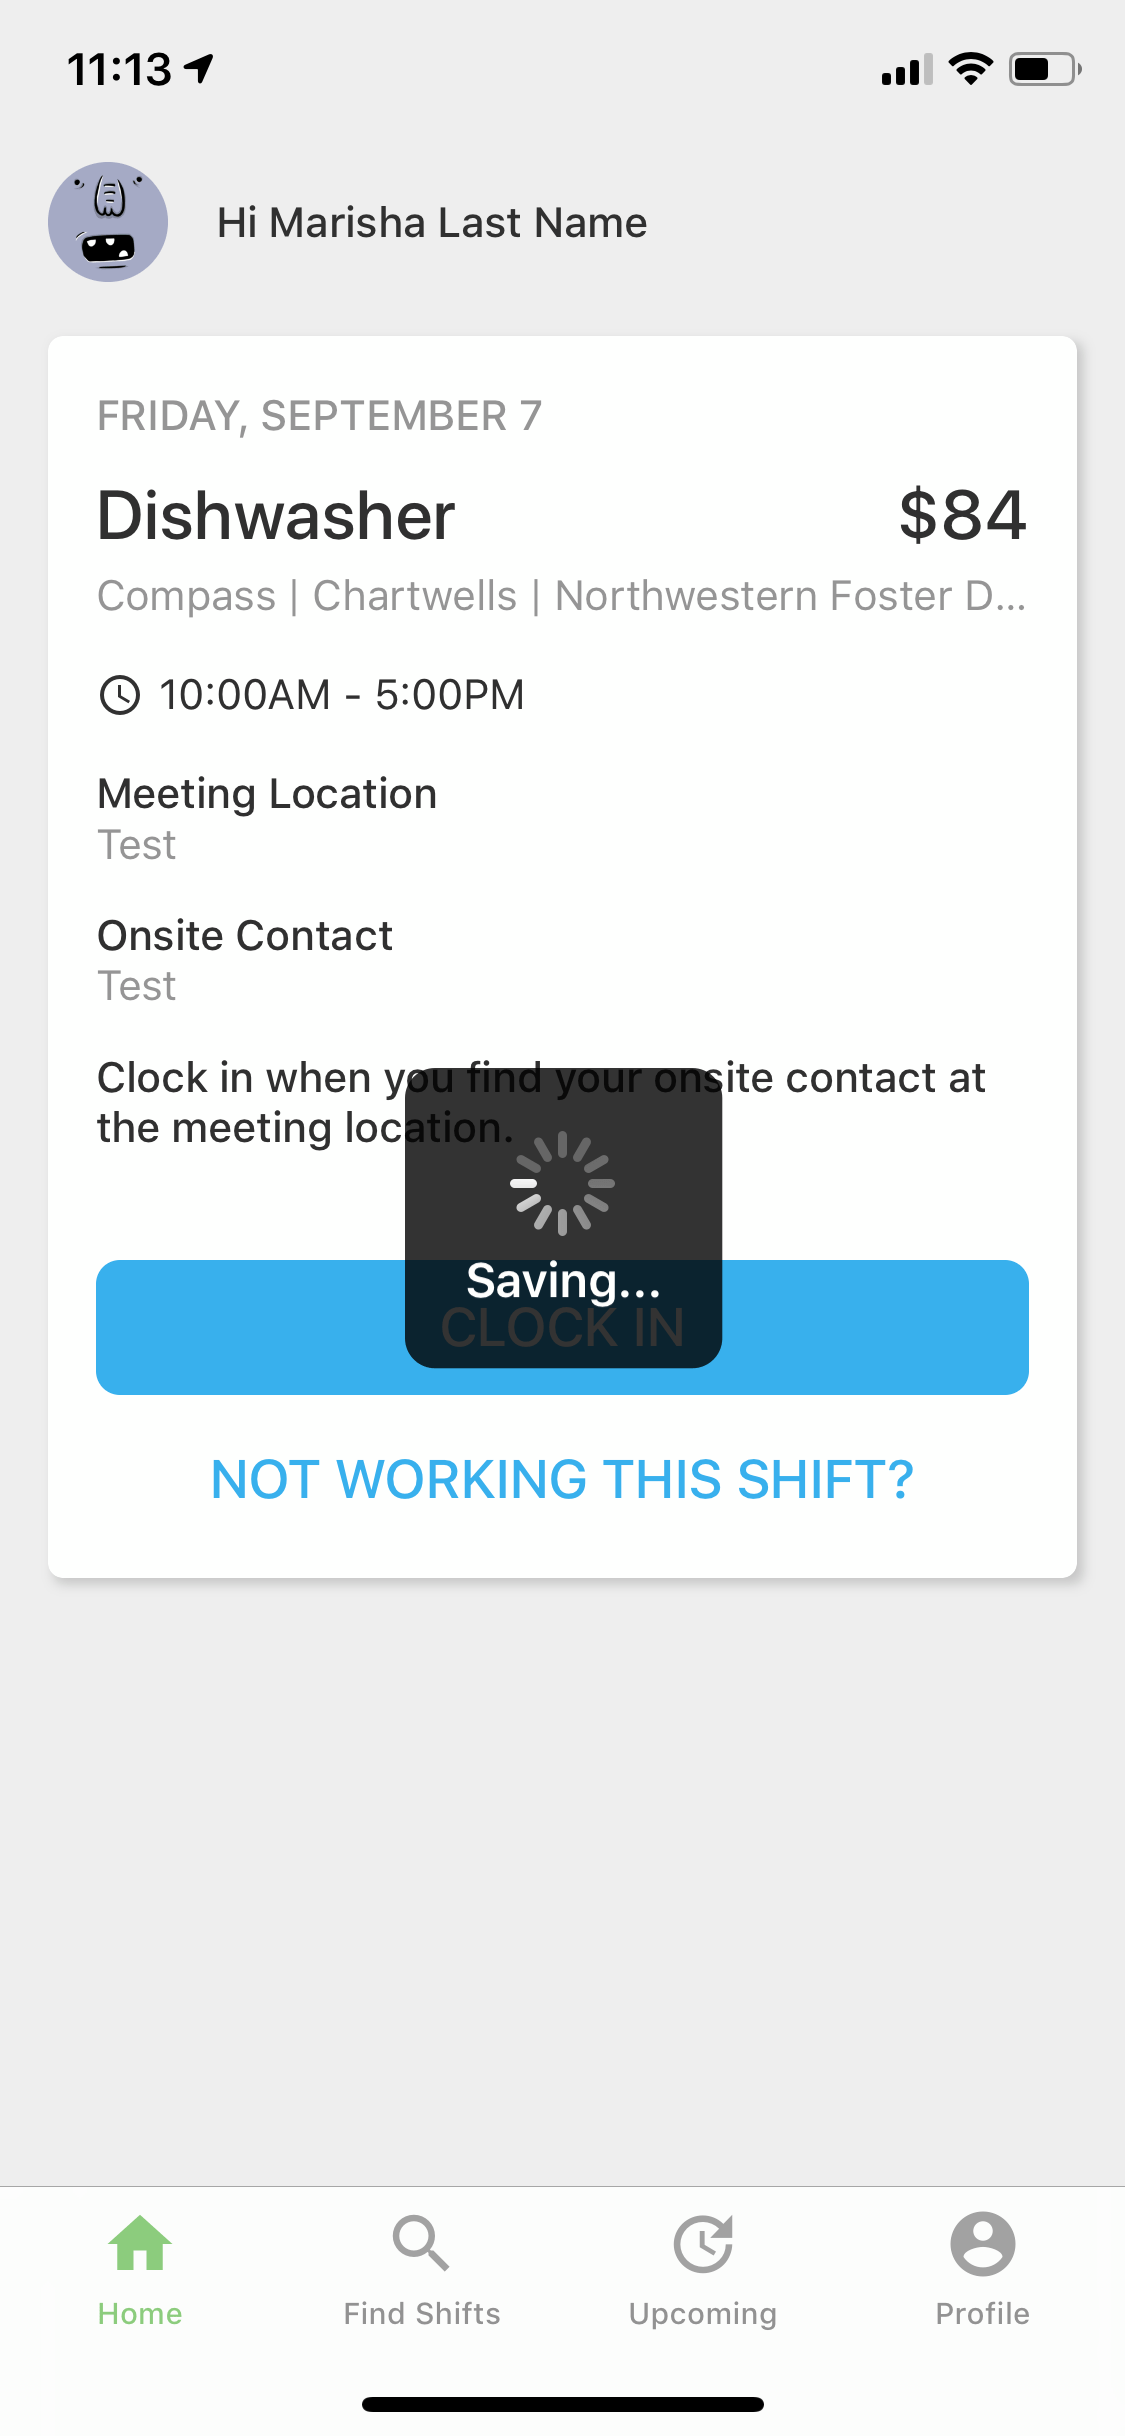 11:13
Hi Marisha Last Name
FRIDAY, SEPTEMBER 7
Dishwasher
$84
Compass | Chartwells | Northwestern Foster D...
10:00AM - 5:00PM
Meeting Location
Test
Onsite Contact
Test
Clock in when you find your onsite contact at
the meeting location.
Saving...
CLOCK IN
NOT WORKING THIS SHIFT?
Home
Find Shifts
Upcoming
Profile